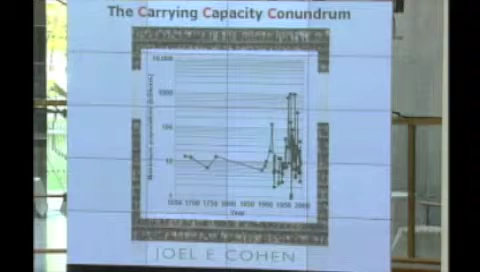 The Carrying Capacity Conundrum
10,000
1000
100
10
1
1650 1700 1750 1800 1850 1900 1950 2000
Year
JOEL E COHEN